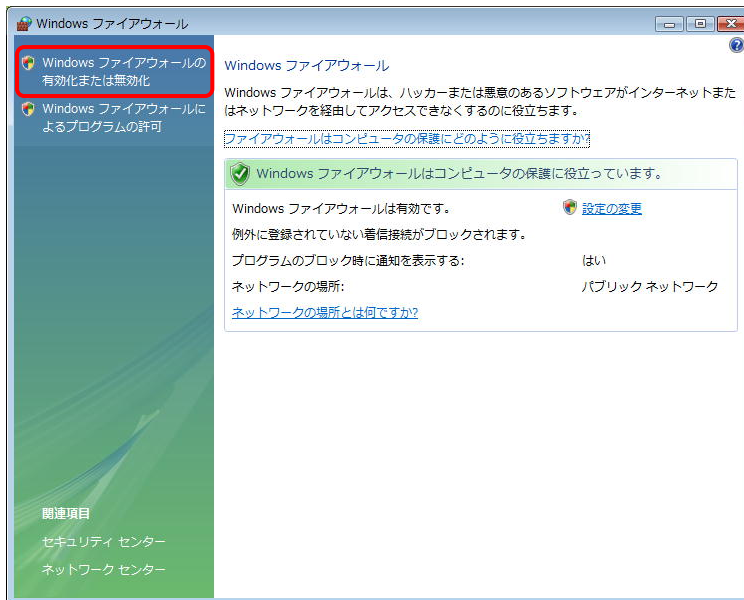 Windows ファイアウォール
Windows ファイアウォールの
有効化または無効化
Windows ファイアウォールに
よるプログラムの許可
Windows ファイアウォール
Windows ファイアウォールは、ハッカーまたは悪意のあるソフトウェアがインターネットまた
はネットワークを経由してアクセスできなくするのに役立ちます。
ファイアウォールはコンピュータの保護にどのように役立ちますか?
Windows ファイアウォールはコンピュータの保護に役立っています。
Windows ファイアウォールは有効です。 設定の変更
例外に登録されていない着信接続がブロックされます。
プログラムのブロック時に通知を表示する: はい
ネットワークの場所: パブリック ネットワーク
ネットワークの場所とは何ですか?
関連項目
セキュリティ センター
ネットワーク センター